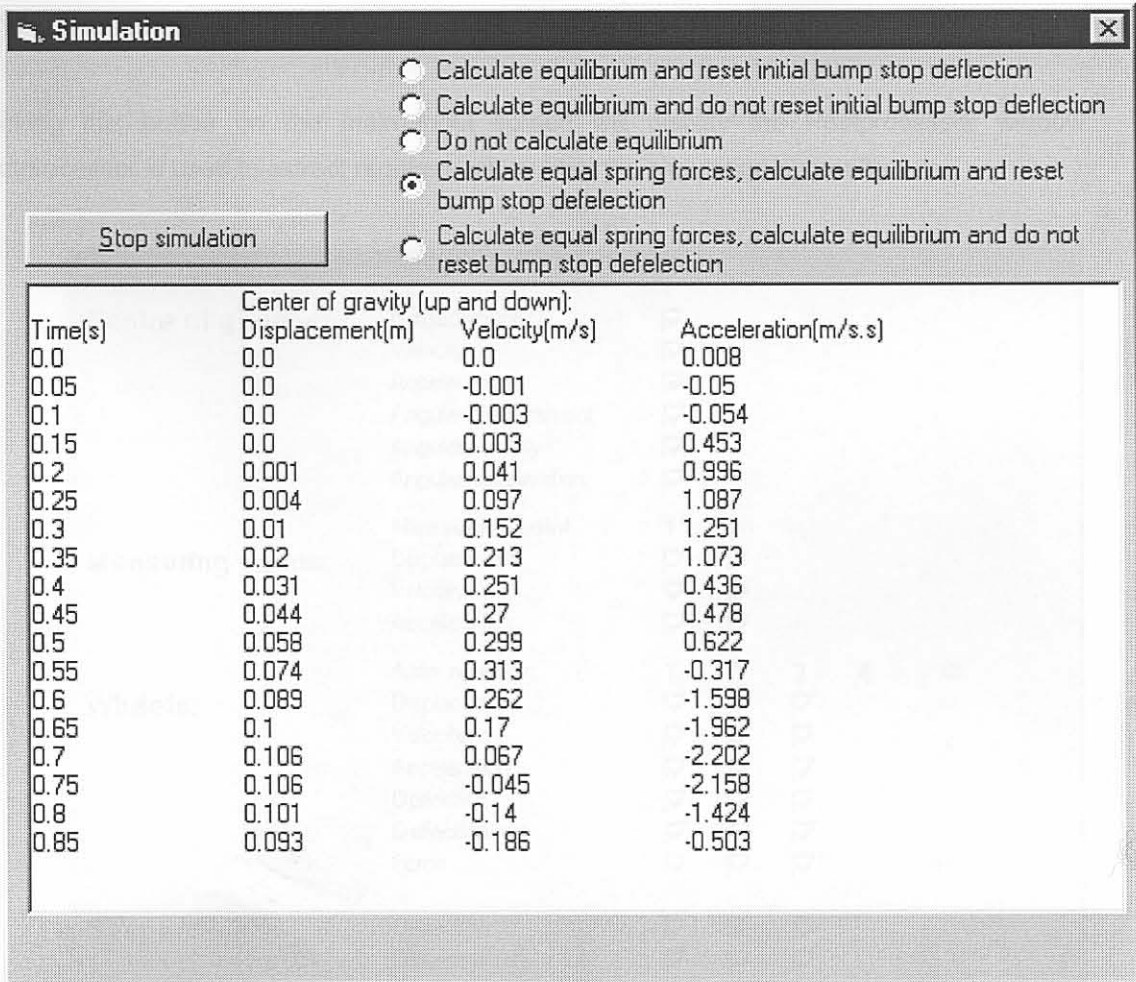 Simulation
Calculate equilibrium and reset initial bump stop deflection
Calculate equilibrium and do not reset initial bump stop deflection
Do not calculate equilibrium
Calculate equal spring forces, calculate equilibrium and reset
bump stop defelection
Calculate equal spring forces, calculate equilibrium and do not
reset bump stop defelection
Stop simulation
Center of gravity (up and down):
Time(s) Displacement(m) Velocity(m/s) Acceleration(m/s.s)
0.0 0.0 0.0 0.008
0.05 0.0 -0.001 -0.05
0.1 0.0 -0.003 -0.054
0.15 0.0 0.003 0.453
0.2 0.001 0.041 0.996
0.25 0.004 0.097 1.087
0.3 0.01 0.152 1.251
0.35 0.02 0.213 1.073
0.4 0.031 0.251 0.436
0.45 0.044 0.27 0.478
0.5 0.058 0.299 0.622
0.55 0.074 0.313 -0.317
0.6 0.089 0.262 -1.598
0.65 0.1 0.17 -1.962
0.7 0.106 0.067 -2.202
0.75 0.106 -0.045 -2.158
0.8 0.101 -0.14 -1.424
0.85 0.093 -0.186 -0.503